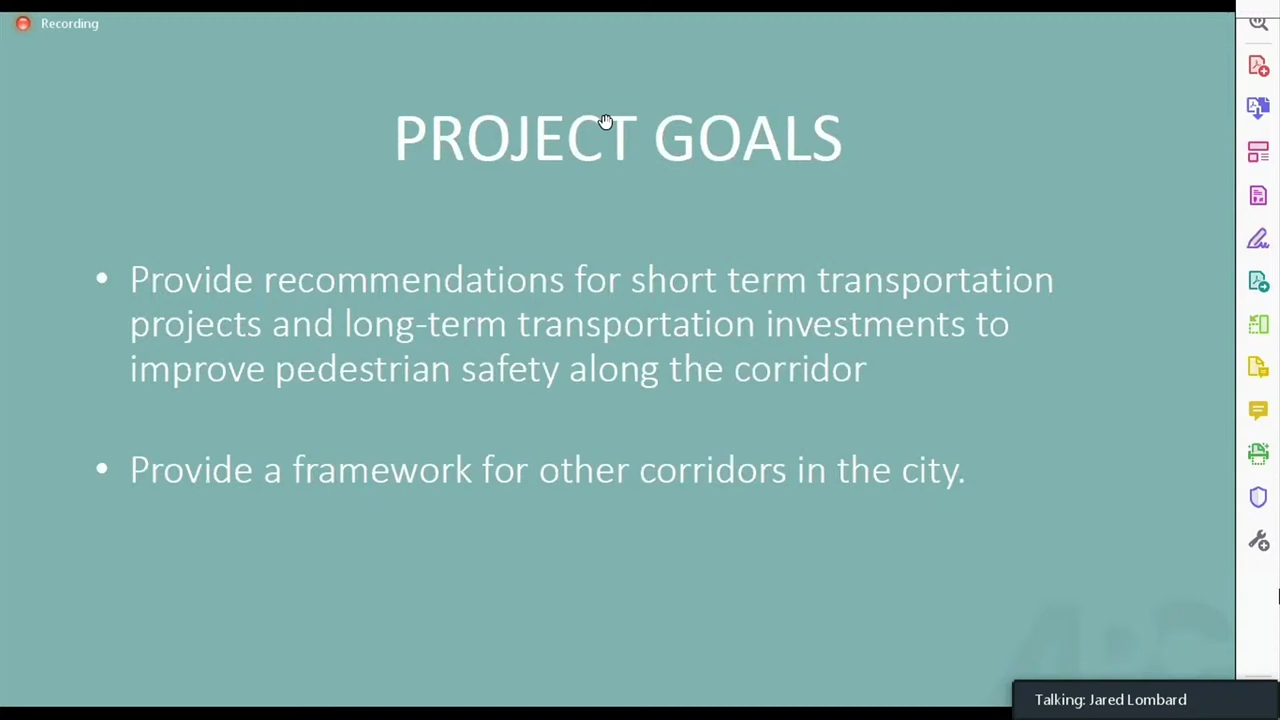 Recording
PROJECT GOALS
• Provide recommendations for short term transportation
projects and long-term transportation investments to
improve pedestrian safety along the corridor
• Provide a framework for other corridors in the city.
ARC
Talking: Jared Lombard